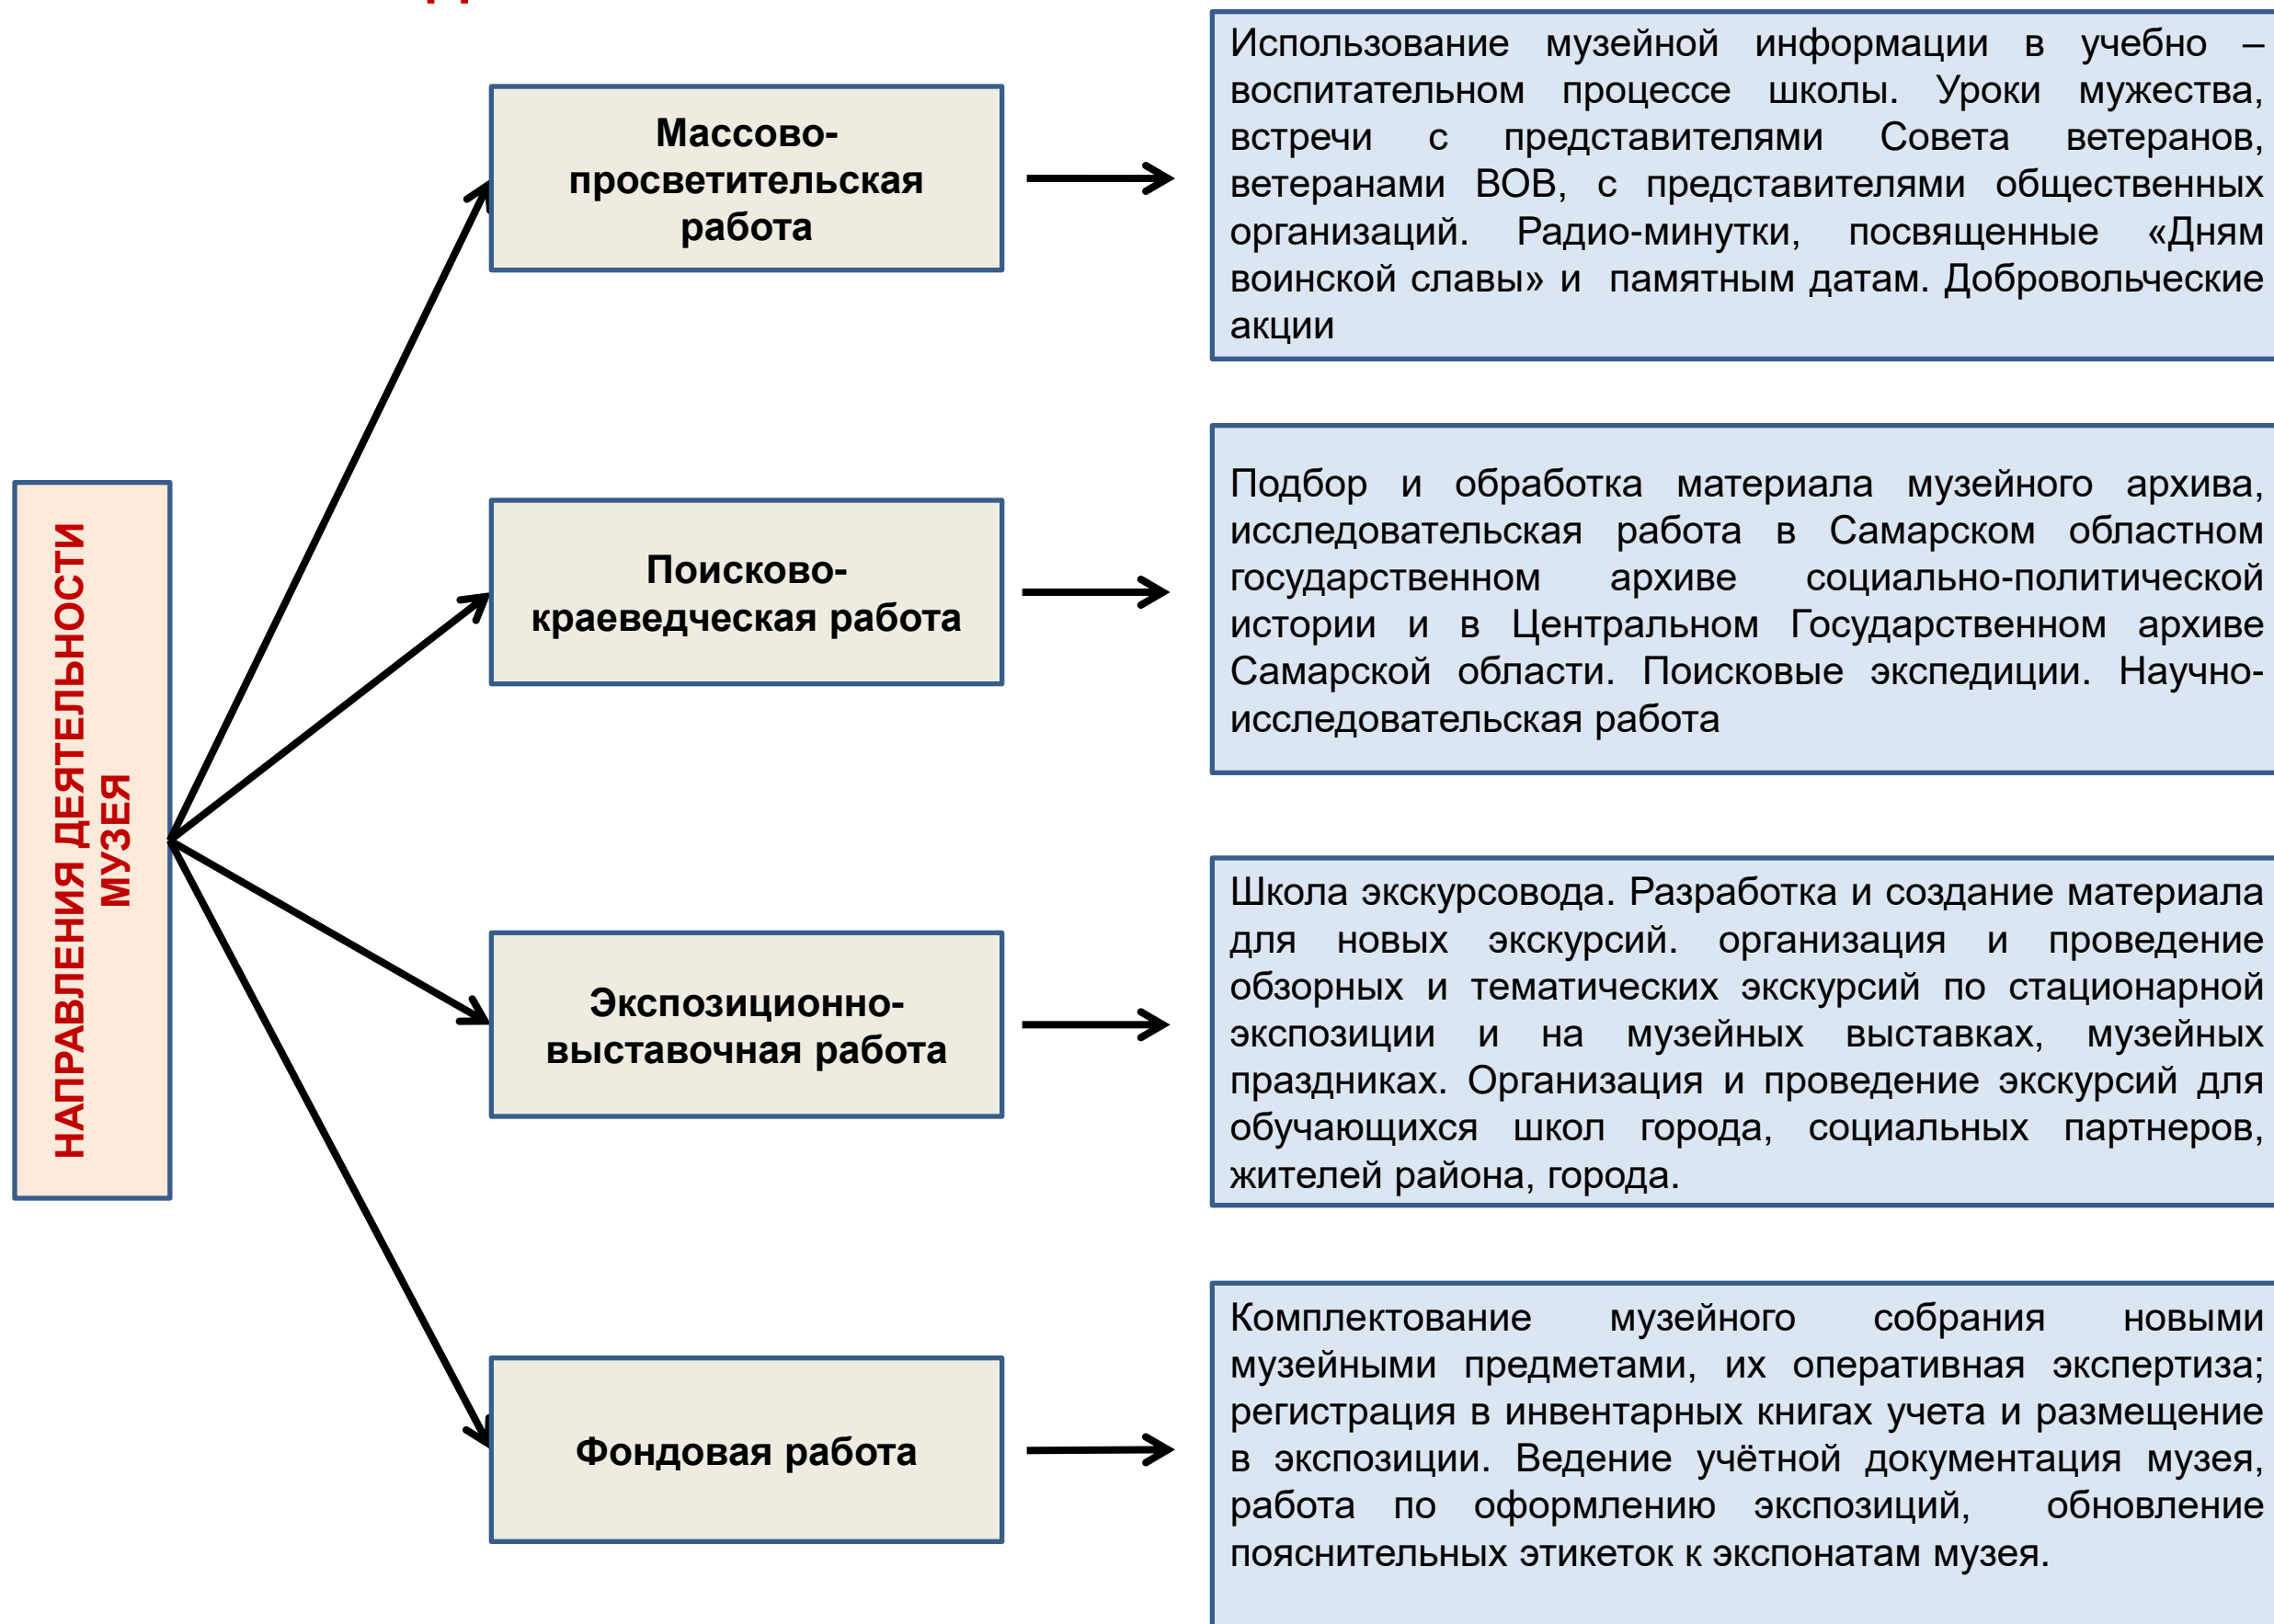 НАПРАВЛЕНИЯ ДЕЯТЕЛЬНОСТИ
МУЗЕЯ
Массово-
просветительская
работа
Использование музейной информации в учебно –
воспитательном процессе школы. Уроки мужества,
встречи с представителями Совета ветеранов,
ветеранами ВОВ, с представителями общественных
организаций. Радио-минутки, посвященные «Дням
воинской славы» и памятным датам. Добровольческие
акции
Поисково-
краеведческая работа
Подбор и обработка материала музейного архива,
исследовательская работа в Самарском областном
государственном архиве социально-политической
истории и в Центральном Государственном архиве
Самарской области. Поисковые экспедиции. Научно-
исследовательская работа
Экспозиционно-
выставочная работа
Школа экскурсовода. Разработка и создание материала
для новых экскурсий. организация и проведение
обзорных и тематических экскурсий по стационарной
экспозиции и на музейных выставках, музейных
праздниках. Организация и проведение экскурсий для
обучающихся школ города, социальных партнеров,
жителей района, города.
Фондовая работа
Комплектование музейного собрания новыми
музейными предметами, их оперативная экспертиза;
регистрация в инвентарных книгах учета и размещение
в экспозиции. Ведение учётной документация музея,
работа по оформлению экспозиций, обновление
пояснительных этикеток к экспонатам музея.